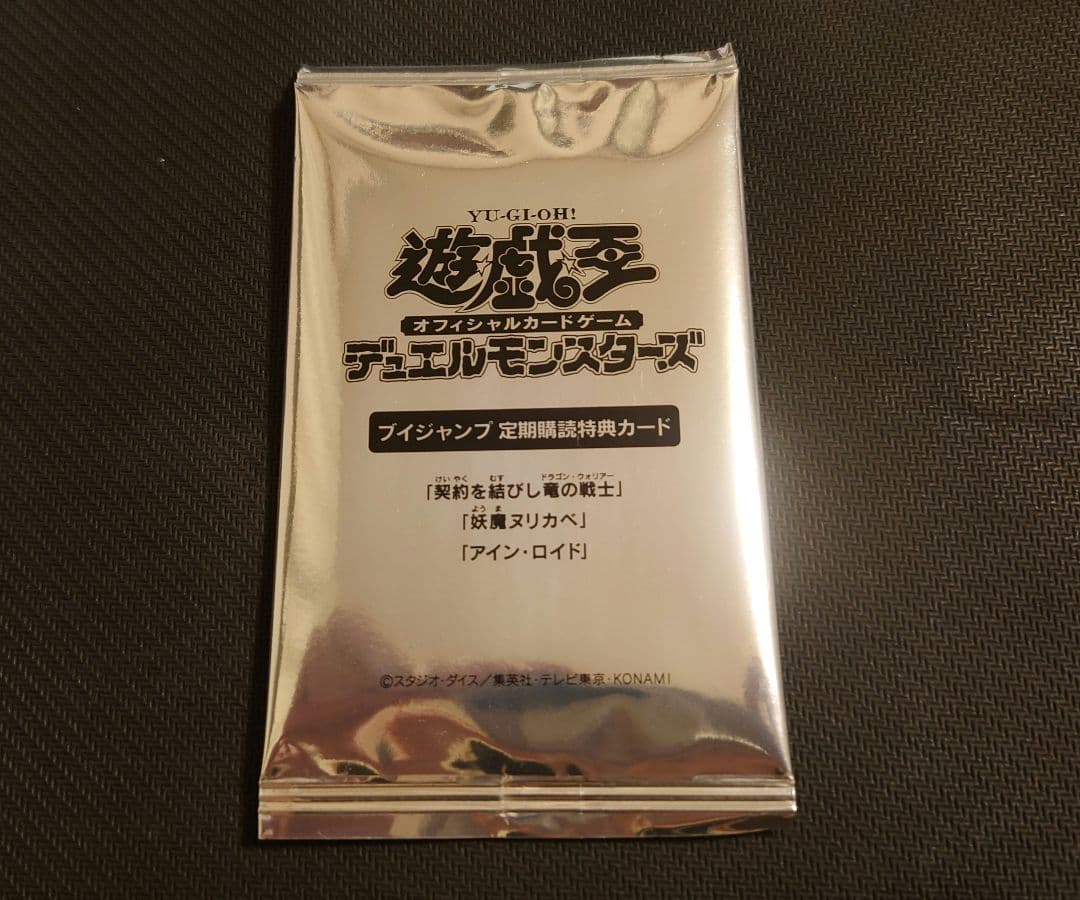 YU-GI-OH!
遊戯王
オフィシャルカードゲーム
デュエルモンスターズ
ブイジャンプ 定期購読特典カード
けいやく むす ドラゴン・ウォリアー
「契約を結びし竜の戦士」
ようま
「妖魔ヌリカベ」
「アイン・ロイド」
©スタジオ・ダイス／集英社・テレビ東京・KONAMI